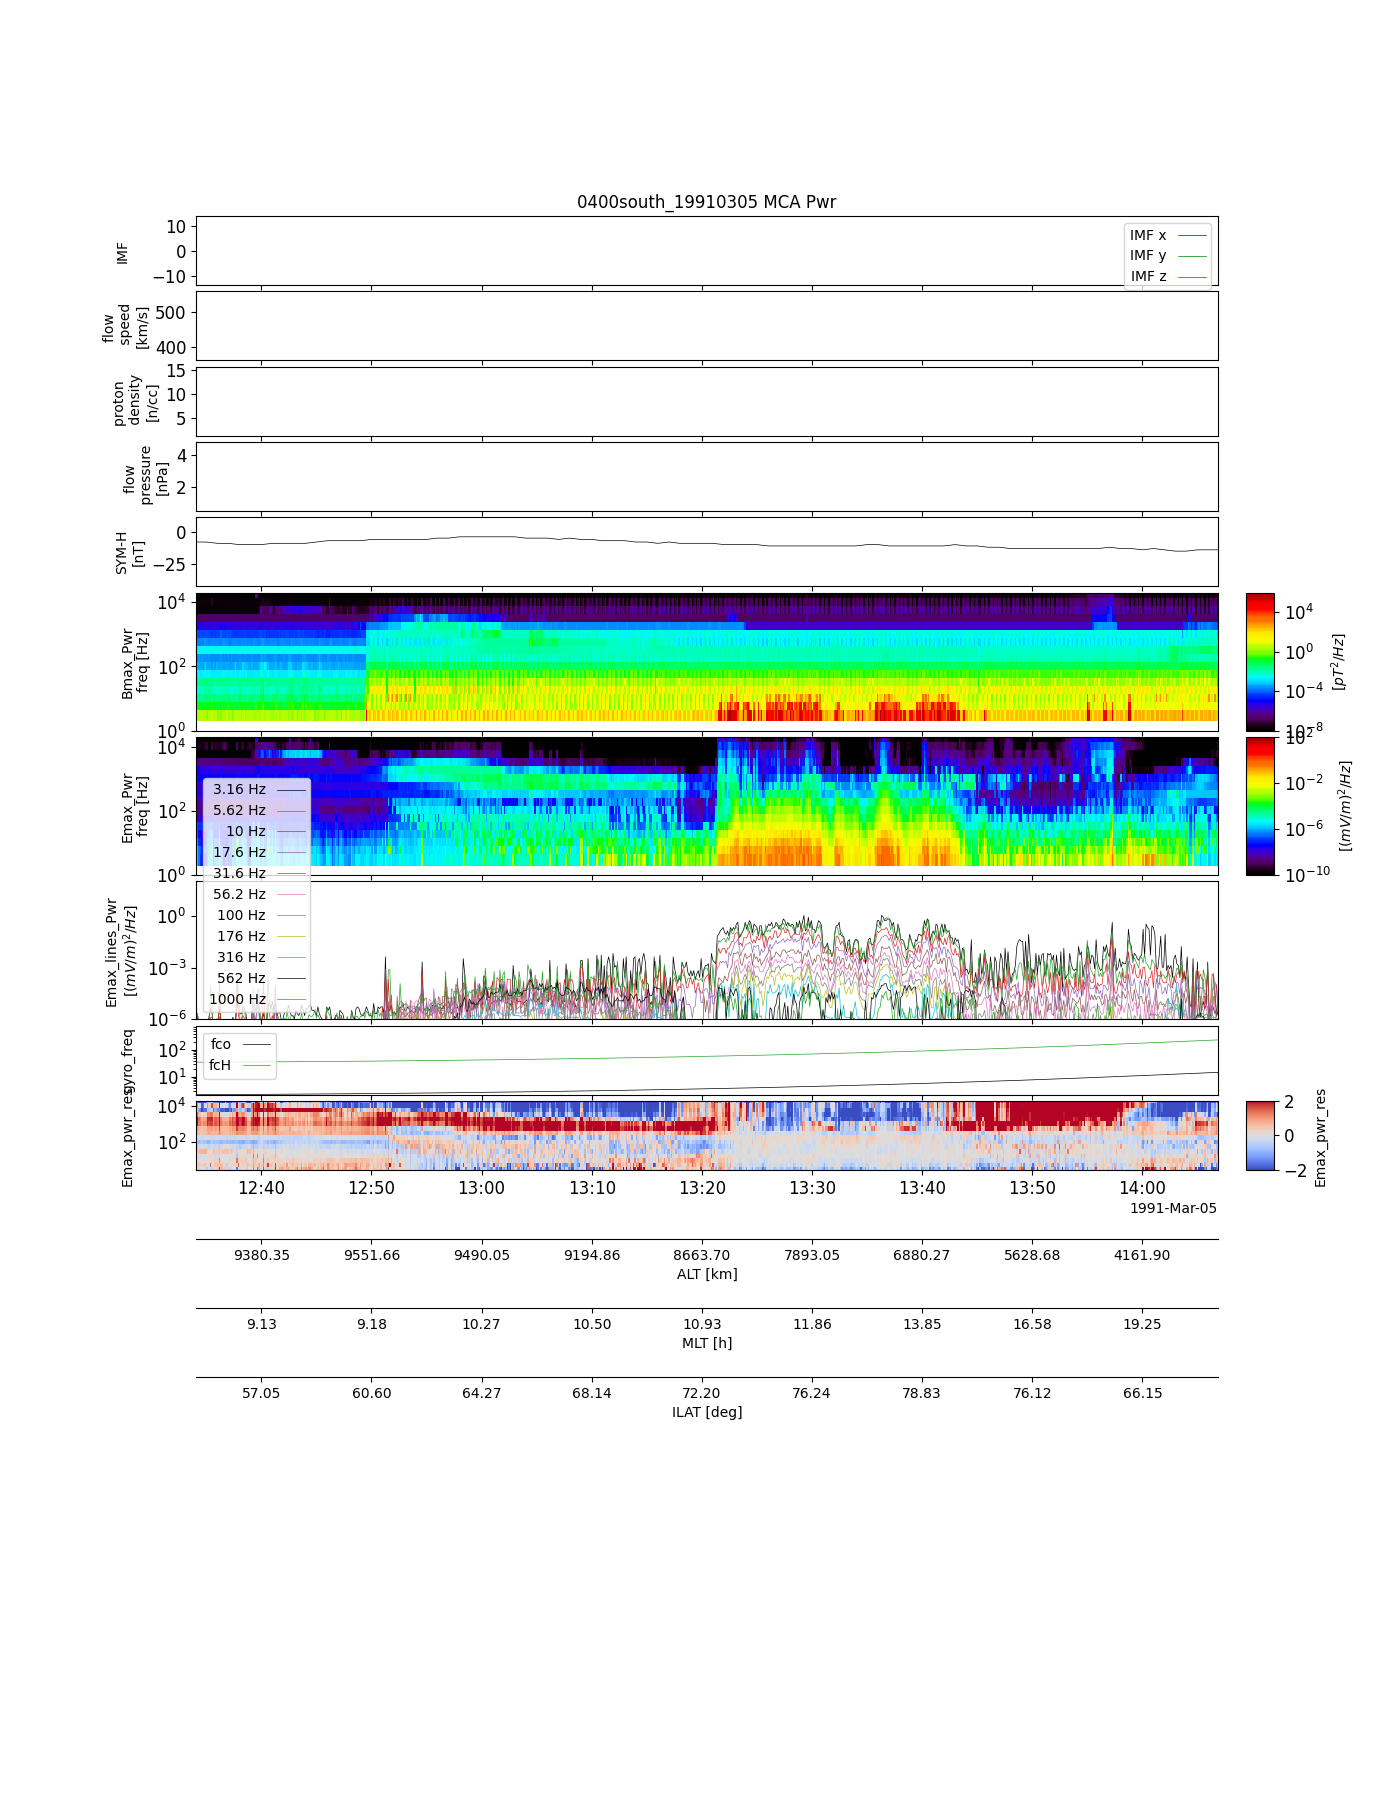 0400south_19910305 MCA Pwr
IMF
10
0
−10
IMF x
IMF y
IMF z
flow
speed
[km/s]
500
400
proton
density
[n/cc]
15
10
5
flow
pressure
[nPa]
4
2
SYM-H
[nT]
0
−25
Bmax_Pwr
freq [Hz]
10^4
10^2
10^0
10^4
10^0
10^−4
10^−8
[pT^2/Hz]
Emax_Pwr
freq [Hz]
10^4
10^2
10^0
10^2
10^−2
10^−6
10^−10
[(mV/m)^2/Hz]
3.16 Hz
5.62 Hz
10 Hz
17.6 Hz
31.6 Hz
56.2 Hz
100 Hz
176 Hz
316 Hz
562 Hz
1000 Hz
Emax_lines_Pwr
[(mV/m)^2/Hz]
10^0
10^−3
10^−6
gyro_freq
10^2
10^1
fco
fcH
Emax_pwr_res
10^4
10^2
2
0
−2
Emax_pwr_res
12:40 12:50 13:00 13:10 13:20 13:30 13:40 13:50 14:00
1991-Mar-05
9380.35 9551.66 9490.05 9194.86 8663.70 7893.05 6880.27 5628.68 4161.90
ALT [km]
9.13 9.18 10.27 10.50 10.93 11.86 13.85 16.58 19.25
MLT [h]
57.05 60.60 64.27 68.14 72.20 76.24 78.83 76.12 66.15
ILAT [deg]